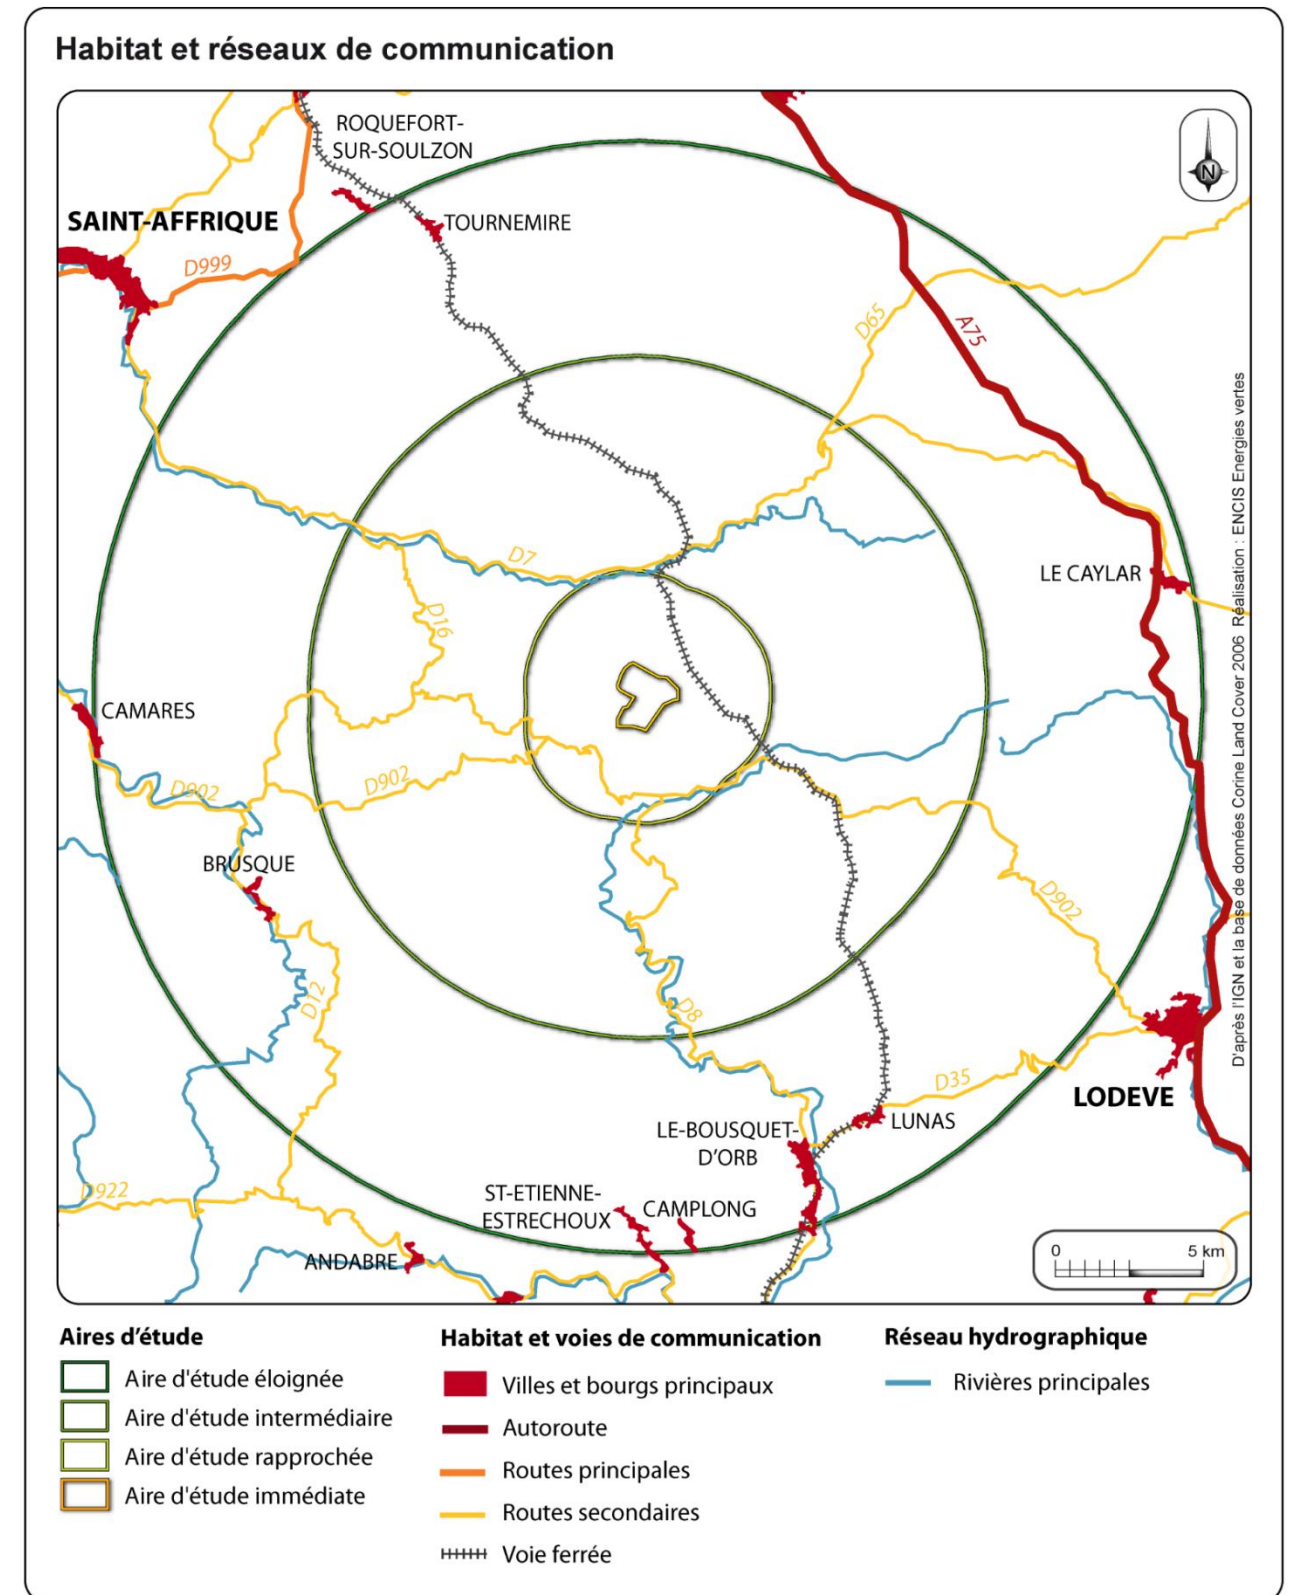 Habitat et réseaux de communication
N
ROQUEFORT-
SUR-SOULZON
SAINT-AFFRIQUE
TOURNEMIRE
D999
D65
A75
D7
LE CAYLAR
D16
CAMARES
D902
D902
BRUSQUE
D902
D12
D8
D35
LODEVE
LUNAS
LE-BOUSQUET-
D'ORB
D922
ST-ETIENNE-
ESTRECHOUX
CAMPLONG
ANDABRE
0 5 km
D'après l'IGN et la base de données Corine Land Cover 2006 Réalisation : ENCIS Energies vertes
Aires d'étude
Aire d'étude éloignée
Aire d'étude intermédiaire
Aire d'étude rapprochée
Aire d'étude immédiate
Habitat et voies de communication
Villes et bourgs principaux
Autoroute
Routes principales
Routes secondaires
Voie ferrée
Réseau hydrographique
Rivières principales